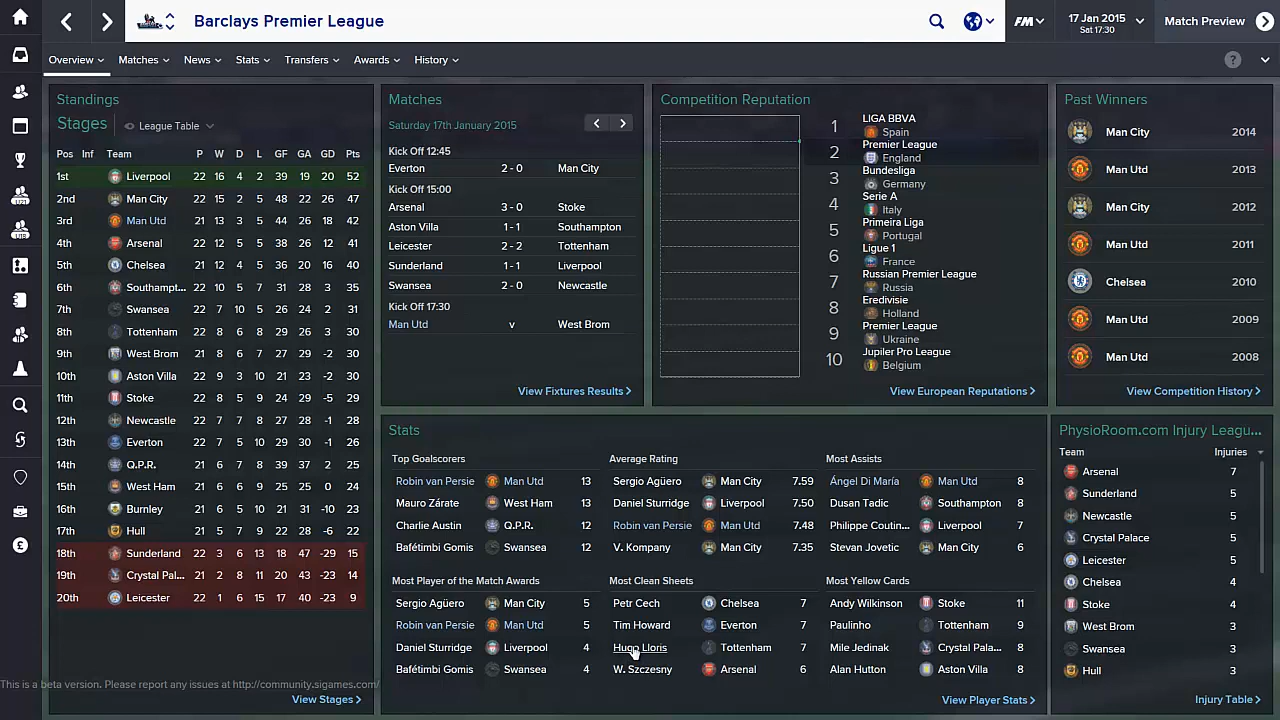 Barclays Premier League
FM
17 Jan 2015
Sat 17:30
Match Preview
Overview Matches News Stats Transfers Awards History
?
Standings
Stages League Table
Pos Inf Team P W D L GF GA GD Pts
1st Liverpool 22 16 4 2 39 19 20 52
2nd Man City 22 15 2 5 48 22 26 47
3rd Man Utd 21 13 3 5 44 26 18 42
4th Arsenal 22 12 5 5 38 26 12 41
5th Chelsea 21 12 4 5 36 20 16 40
6th Southampt... 22 10 5 7 31 28 3 35
7th Swansea 22 7 10 5 29 24 2 31
8th Tottenham 22 8 6 8 29 26 3 30
9th West Brom 21 8 6 7 27 29 -2 30
10th Aston Villa 22 9 3 10 21 23 -2 30
11th Stoke 22 8 5 9 24 29 -5 29
12th Newcastle 22 7 7 8 27 28 -1 28
13th Everton 22 7 5 10 29 30 -1 26
14th Q.P.R. 21 6 7 8 39 37 2 25
15th West Ham 21 6 6 9 25 25 0 24
16th Burnley 21 6 5 10 21 31 -10 23
17th Hull 21 5 7 9 22 28 -6 22
18th Sunderland 22 3 6 13 18 47 -29 15
19th Crystal Pal... 21 2 8 11 20 43 -23 14
20th Leicester 22 1 6 15 17 40 -23 9
This is a beta version. Please report any issues at http://community.sigames.com/
View Stages >
Matches
Saturday 17th January 2015
Kick Off 12:45
Everton 2 - 0 Man City
Kick Off 15:00
Arsenal 3 - 0 Stoke
Aston Villa 1 - 1 Southampton
Leicester 2 - 2 Tottenham
Sunderland 1 - 1 Liverpool
Swansea 2 - 0 Newcastle
Kick Off 17:30
Man Utd v West Brom
View Fixtures Results >
Competition Reputation
1 LIGA BBVA
Spain
2 Premier League
England
3 Bundesliga
Germany
4 Serie A
Italy
5 Primeira Liga
Portugal
6 Ligue 1
France
7 Russian Premier League
Russia
8 Eredivisie
Holland
9 Premier League
Ukraine
10 Jupiler Pro League
Belgium
View European Reputations >
Past Winners
Man City 2014
Man Utd 2013
Man City 2012
Man Utd 2011
Chelsea 2010
Man Utd 2009
Man Utd 2008
View Competition History >
Stats
Top Goalscorers
Robin van Persie Man Utd 13
Mauro Zárate West Ham 13
Charlie Austin Q.P.R. 12
Bafétimbi Gomis Swansea 12
Average Rating
Sergio Agüero Man City 7.59
Daniel Sturridge Liverpool 7.50
Robin van Persie Man Utd 7.48
V. Kompany Man City 7.35
Most Assists
Ángel Di María Man Utd 8
Dusan Tadic Southampton 8
Philippe Coutin... Liverpool 7
Stevan Jovetic Man City 6
Most Player of the Match Awards
Sergio Agüero Man City 5
Robin van Persie Man Utd 5
Daniel Sturridge Liverpool 4
Bafétimbi Gomis Swansea 4
Most Clean Sheets
Petr Cech Chelsea 7
Tim Howard Everton 7
Hugo Lloris Tottenham 7
W. Szczesny Arsenal 6
Most Yellow Cards
Andy Wilkinson Stoke 11
Paulinho Tottenham 9
Mile Jedinak Crystal Pala... 8
Alan Hutton Aston Villa 8
View Player Stats >
PhysioRoom.com Injury Leagu...
Team Injuries
Arsenal 7
Sunderland 5
Newcastle 5
Crystal Palace 5
Leicester 5
Chelsea 4
Stoke 4
West Brom 3
Swansea 3
Hull 3
Injury Table >